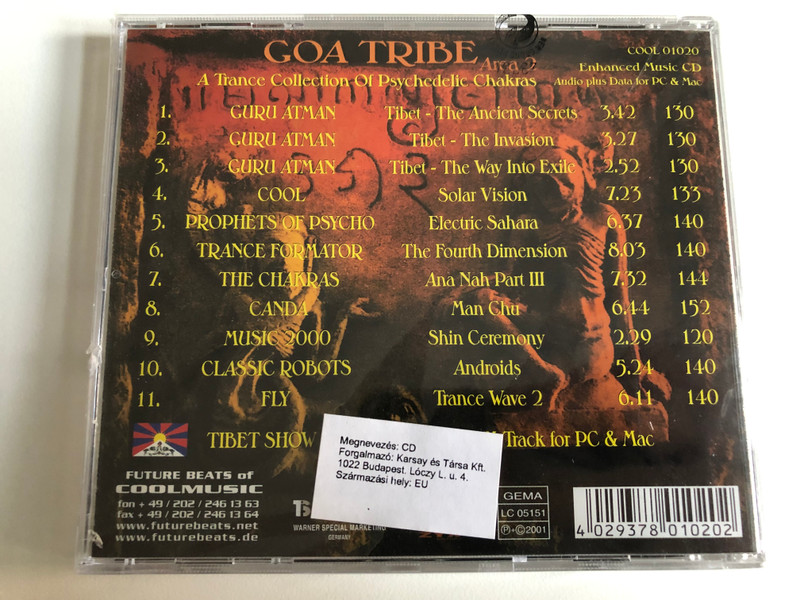 GOA TRIBE Area 2
COOL 01020
Enhanced Music CD
A Trance Collection Of Psychedelic Chakras
Audio plus Data for PC & Mac
1. GURU ATMAN Tibet - The Ancient Secrets 3.42 130
2. GURU ATMAN Tibet - The Invasion 3.27 130
3. GURU ATMAN Tibet - The Way Into Exile 2.52 130
4. COOL Solar Vision 7.23 133
5. PROPHETS OF PSYCHO Electric Sahara 6.37 140
6. TRANCE FORMATOR The Fourth Dimension 8.03 140
7. THE CHAKRAS Ana Nah Part III 7.32 144
8. CANDA Man Chu 6.44 152
9. MUSIC 2000 Shin Ceremony 2.29 120
10. CLASSIC ROBOTS Androids 5.24 140
11. FLY Trance Wave 2 6.11 140
TIBET SHOW Track for PC & Mac
Megnevezés: CD
Forgalmazó: Karsay és Társa Kft.
1022 Budapest. Lóczy L. u. 4.
Származási hely: EU
FUTURE BEATS of
COOLMUSIC
fon + 49 / 202 / 246 13 63
fax + 49 / 202 / 246 13 64
www.futurebeats.net
www.futurebeats.de
WARNER SPECIAL MARKETING
GERMANY
GEMA
LC 05151
℗+©2001
4 029378 010202